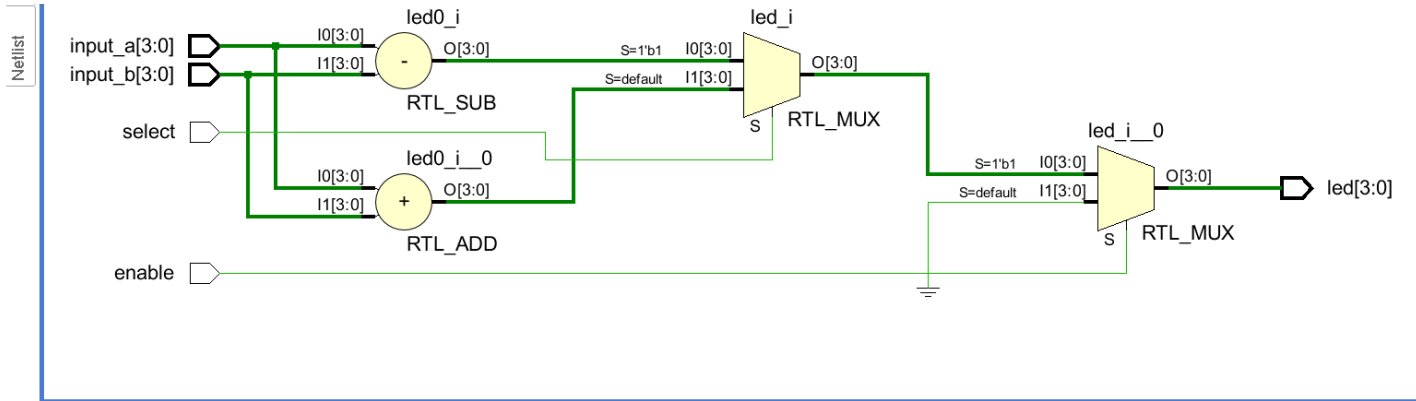 Netlist
led0_i
led_i
input_a[3:0]
I0[3:0]
O[3:0]
S=1'b1
I0[3:0]
O[3:0]
input_b[3:0]
I1[3:0]
-
S=default
I1[3:0]
RTL_SUB
S
RTL_MUX
select
led_i__0
led0_i__0
I0[3:0]
O[3:0]
S=1'b1
I0[3:0]
O[3:0]
led[3:0]
I1[3:0]
+
S=default
I1[3:0]
RTL_ADD
S
RTL_MUX
enable